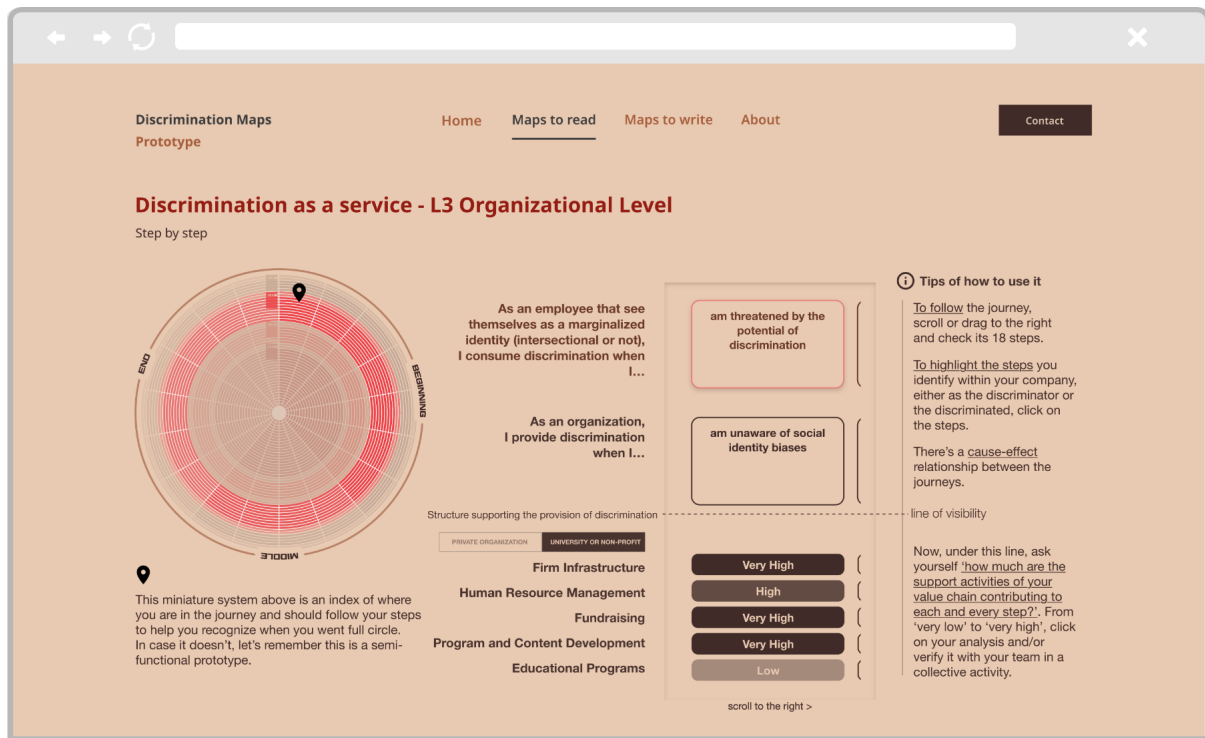 Discrimination Maps
Prototype
Home
Maps to read
Maps to write
About
Contact
Discrimination as a service - L3 Organizational Level
Step by step
END
BEGINNING
MIDDLE
This miniature system above is an index of where
you are in the journey and should follow your steps
to help you recognize when you went full circle.
In case it doesn't, let's remember this is a semi-
functional prototype.
As an employee that see
themselves as a marginalized
identity (intersectional or not),
I consume discrimination when
I...
am threatened by the
potential of
discrimination
As an organization,
I provide discrimination
when I...
am unaware of social
identity biases
Structure supporting the provision of discrimination
line of visibility
PRIVATE ORGANIZATION
UNIVERSITY OR NON-PROFIT
Firm Infrastructure
Very High
Human Resource Management
High
Fundraising
Very High
Program and Content Development
Very High
Educational Programs
Low
scroll to the right >
Tips of how to use it
To follow the journey,
scroll or drag to the right
and check its 18 steps.
To highlight the steps you
identify within your company,
either as the discriminator or
the discriminated, click on
the steps.
There's a cause-effect
relationship between the
journeys.
Now, under this line, ask
yourself 'how much are the
support activities of your
value chain contributing to
each and every step?'. From
'very low' to 'very high', click
on your analysis and/or
verify it with your team in a
collective activity.